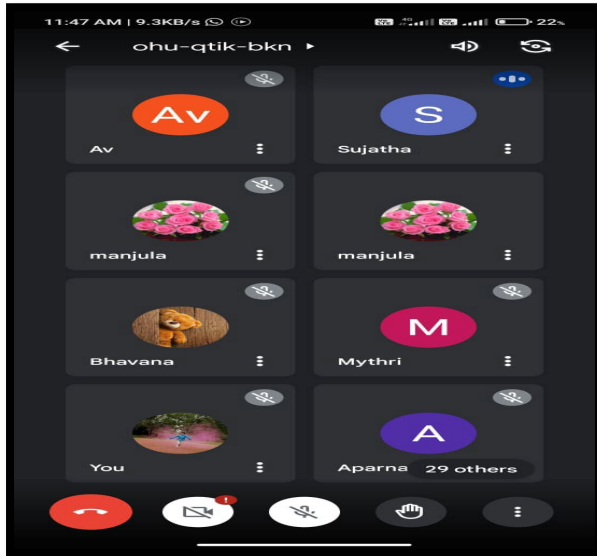 11:47 AM | 9.3KB/s 22%
ohu-qtik-bkn
Av S
Av Sujatha
manjula manjula
M
Bhavana Mythri
A
You Aparna 29 others